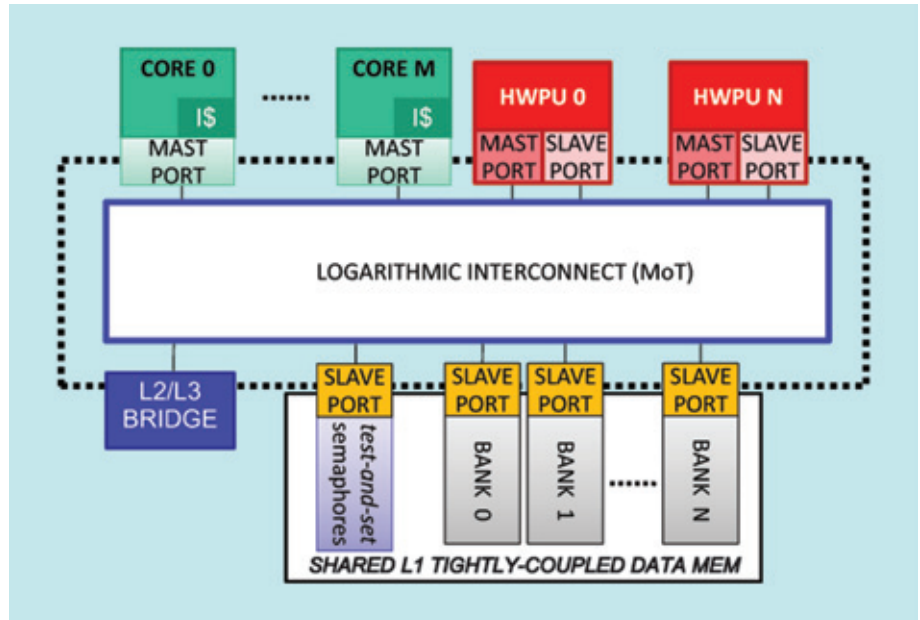 CORE 0
I$
MAST
PORT
......
CORE M
I$
MAST
PORT
HWPU 0
MAST
PORT
SLAVE
PORT
HWPU N
MAST
PORT
SLAVE
PORT
LOGARITHMIC INTERCONNECT (MoT)
L2/L3
BRIDGE
SLAVE
PORT
test-and-set
semaphores
SLAVE
PORT
BANK 0
SLAVE
PORT
BANK 1
......
SLAVE
PORT
BANK N
SHARED L1 TIGHTLY-COUPLED DATA MEM